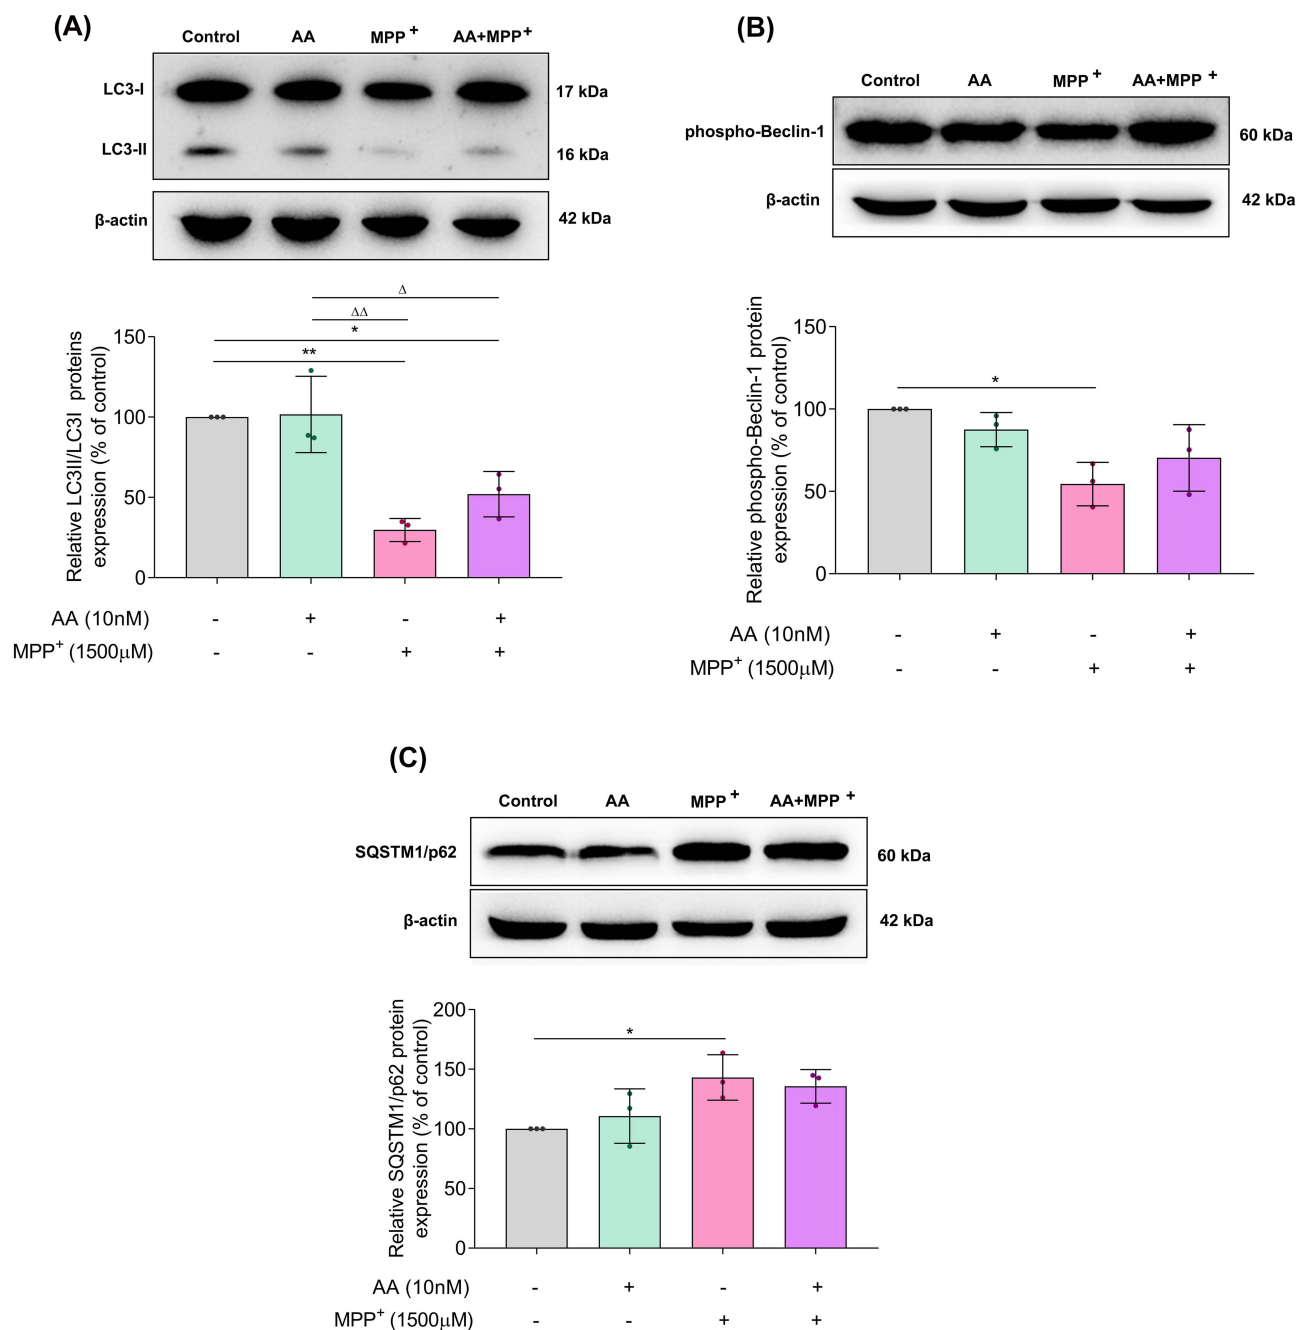 (A)
Control AA MPP+ AA+MPP+
LC3-I 17 kDa
LC3-II 16 kDa
β-actin 42 kDa
Δ
ΔΔ
*
**
Relative LC3II/LC3I proteins
expression (% of control)
150
100
50
0
AA (10nM) - + - +
MPP+ (1500μM) - - + +
(B)
Control AA MPP+ AA+MPP+
phospho-Beclin-1 60 kDa
β-actin 42 kDa
*
Relative phospho-Beclin-1 protein
expression (% of control)
150
100
50
0
AA (10nM) - + - +
MPP+ (1500μM) - - + +
(C)
Control AA MPP+ AA+MPP+
SQSTM1/p62 60 kDa
β-actin 42 kDa
*
Relative SQSTM1/p62 protein
expression (% of control)
200
150
100
50
0
AA (10nM) - + - +
MPP+ (1500μM) - - + +